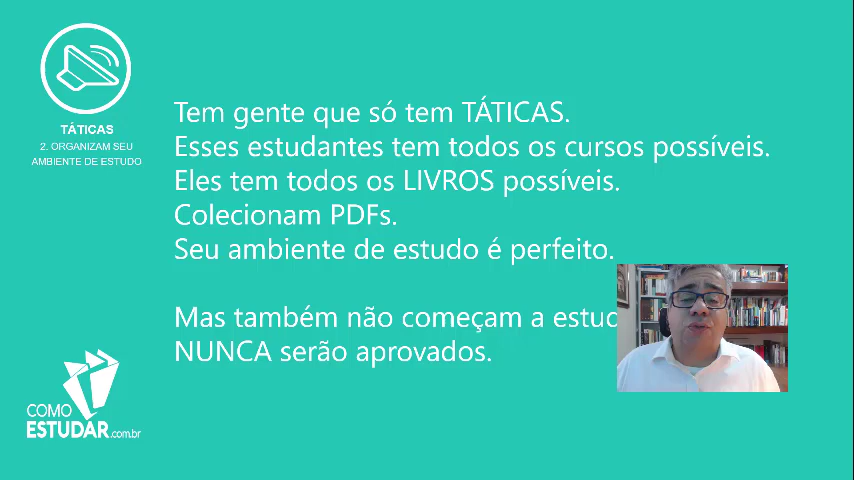 TÁTICAS
2. ORGANIZAM SEU
AMBIENTE DE ESTUDO
Tem gente que só tem TÁTICAS.
Esses estudantes tem todos os cursos possíveis.
Eles tem todos os LIVROS possíveis.
Colecionam PDFs.
Seu ambiente de estudo é perfeito.
Mas também não começam a estud
NUNCA serão aprovados.
COMO
ESTUDAR.com.br